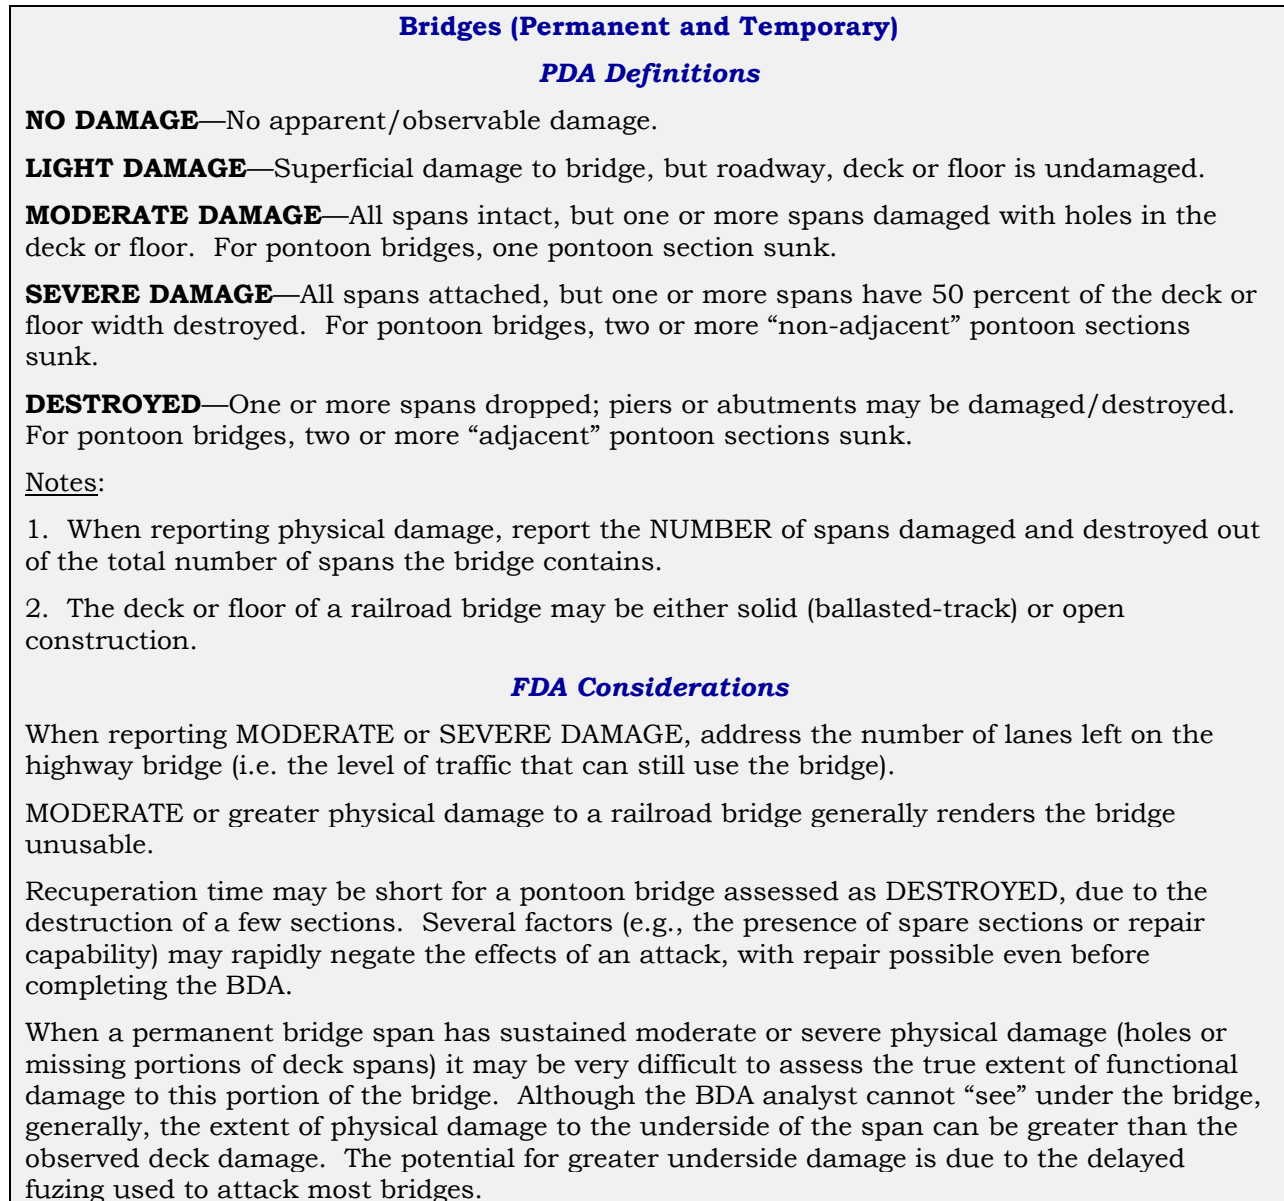 Bridges (Permanent and Temporary)
PDA Definitions
NO DAMAGE—No apparent/observable damage.
LIGHT DAMAGE—Superficial damage to bridge, but roadway, deck or floor is undamaged.
MODERATE DAMAGE—All spans intact, but one or more spans damaged with holes in the
deck or floor.  For pontoon bridges, one pontoon section sunk.
SEVERE DAMAGE—All spans attached, but one or more spans have 50 percent of the deck or
floor width destroyed.  For pontoon bridges, two or more “non-adjacent” pontoon sections
sunk.
DESTROYED—One or more spans dropped; piers or abutments may be damaged/destroyed.
For pontoon bridges, two or more “adjacent” pontoon sections sunk.
Notes:
1.  When reporting physical damage, report the NUMBER of spans damaged and destroyed out
of the total number of spans the bridge contains.
2.  The deck or floor of a railroad bridge may be either solid (ballasted-track) or open
construction.
FDA Considerations
When reporting MODERATE or SEVERE DAMAGE, address the number of lanes left on the
highway bridge (i.e. the level of traffic that can still use the bridge).
MODERATE or greater physical damage to a railroad bridge generally renders the bridge
unusable.
Recuperation time may be short for a pontoon bridge assessed as DESTROYED, due to the
destruction of a few sections.  Several factors (e.g., the presence of spare sections or repair
capability) may rapidly negate the effects of an attack, with repair possible even before
completing the BDA.
When a permanent bridge span has sustained moderate or severe physical damage (holes or
missing portions of deck spans) it may be very difficult to assess the true extent of functional
damage to this portion of the bridge.  Although the BDA analyst cannot “see” under the bridge,
generally, the extent of physical damage to the underside of the span can be greater than the
observed deck damage.  The potential for greater underside damage is due to the delayed
fuzing used to attack most bridges.